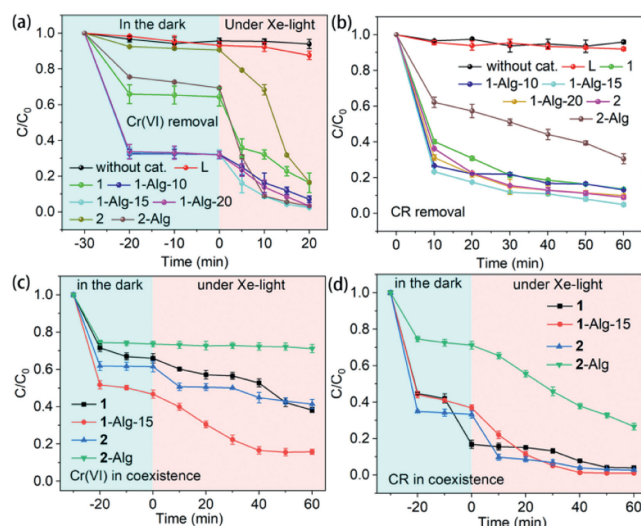 (a)
In the dark
Under Xe-light
1.0
0.8
0.6
0.4
0.2
0.0
C/C₀
Cr(VI) removal
without cat.
L
1
1-Alg-10
1-Alg-15
1-Alg-20
2
2-Alg
-30
-20
-10
0
10
20
Time (min)
(b)
1.0
0.8
0.6
0.4
0.2
0.0
C/C₀
without cat.
L
1
1-Alg-10
1-Alg-15
1-Alg-20
2
2-Alg
CR removal
0
10
20
30
40
50
60
Time (min)
(c)
in the dark
under Xe-light
1.0
0.8
0.6
0.4
0.2
0.0
C/C₀
1
1-Alg-15
2
2-Alg
Cr(VI) in coexistence
-20
0
20
40
60
Time (min)
(d)
in the dark
under Xe-light
1.0
0.8
0.6
0.4
0.2
0.0
C/C₀
1
1-Alg-15
2
2-Alg
CR in coexistence
-20
0
20
40
60
Time (min)